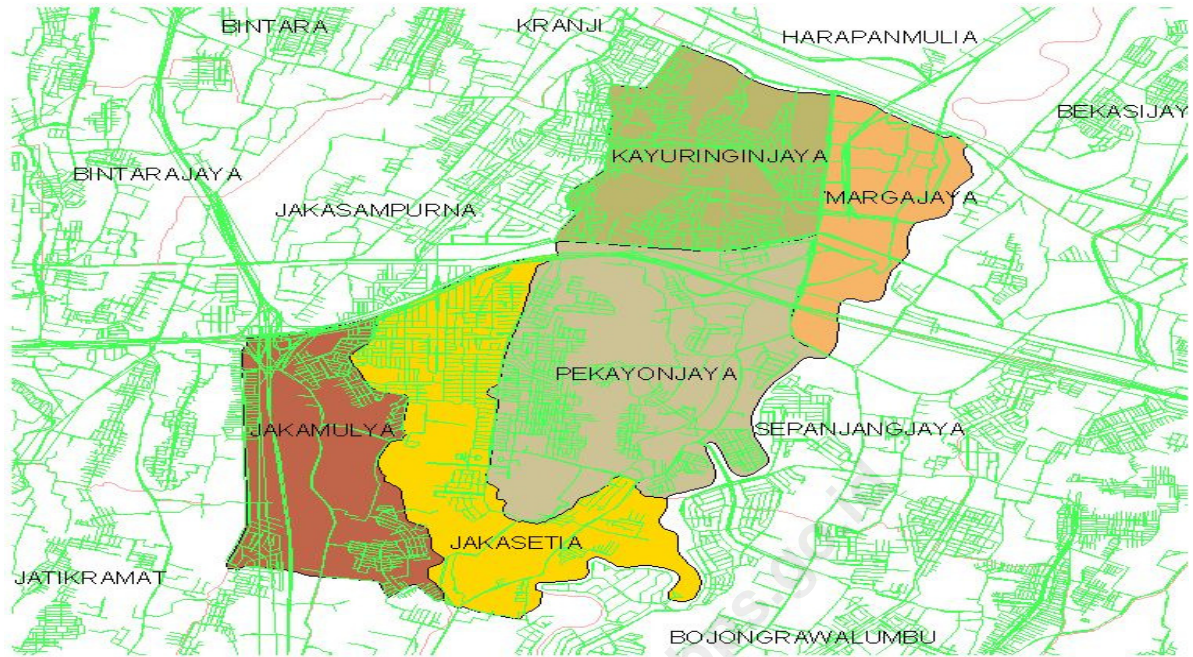 BINTARA
KRANJI
HARAPANMULIA
BEKASIJAY
KAYURINGINJAYA
BINTARAJAYA
MARGAJAYA
JAKASAMPURNA
PEKAYONJAYA
JAKAMULYA
SEPANJANGJAYA
JAKASETIA
JATIKRAMAT
BOJONGRAWALUMBU